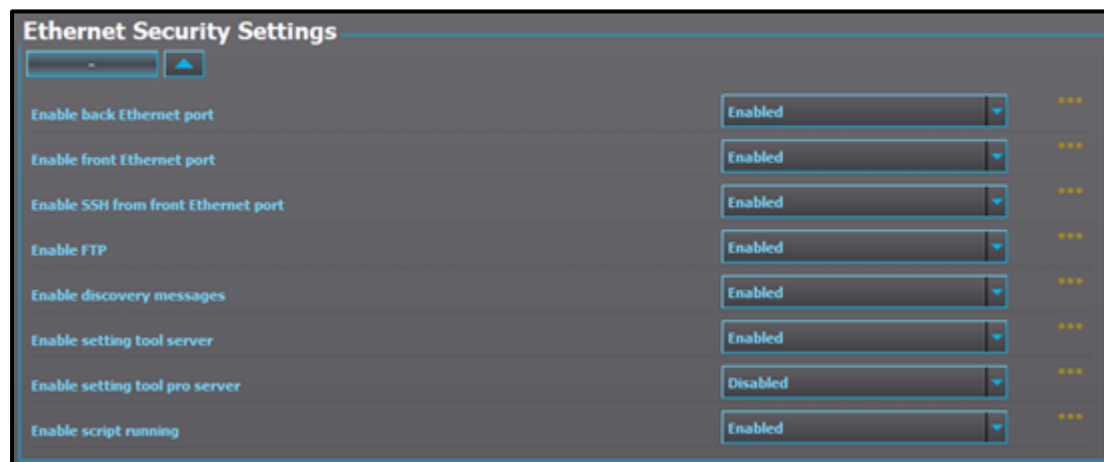 Ethernet Security Settings
-
Enable back Ethernet port Enabled
Enable front Ethernet port Enabled
Enable SSH from front Ethernet port Enabled
Enable FTP Enabled
Enable discovery messages Enabled
Enable setting tool server Enabled
Enable setting tool pro server Disabled
Enable script running Enabled